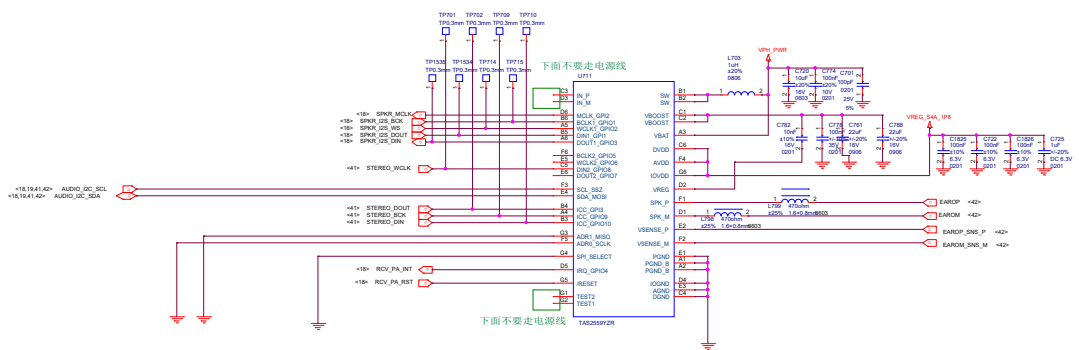 TP701
TP0.3mm
TP702
TP0.3mm
TP709
TP0.3mm
TP710
TP0.3mm
TP1535
TP0.3mm
TP1534
TP0.3mm
TP714
TP0.3mm
TP715
TP0.3mm
下面不要走电源线
U711
C3 IN_P
D3 IN_M
<18> SPKR_MCLK D6 MCLK_GPI2
<18> SPKR_I2S_BCK B6 BCLK1_GPIO1
<18> SPKR_I2S_WS A5 WCLK1_GPIO2
<18> SPKR_I2S_DOUT B5 DIN1_GPI1
<18> SPKR_I2S_DIN A6 DOUT1_GPIO3
F6 BCLK2_GPIO5
E5 WCLK2_GPIO6
<41> STEREO_WCLK C5 DIN2_GPIO8
E6 DOUT2_GPIO7
<18,19,41,42> AUDIO_I2C_SCL F3 SCL_SSZ
<18,19,41,42> AUDIO_I2C_SDA E4 SDA_MOSI
<41> STEREO_DOUT B4 ICC_GPI3
<41> STEREO_BCK A4 ICC_GPIO9
<41> STEREO_DIN B3 ICC_GPIO10
G3 ADR1_MISO
F5 ADR0_SCLK
G4 SPI_SELECT
<18> RCV_PA_INT D5 IRQ_GPIO4
<18> RCV_PA_RST G5 /RESET
G1 TEST2
G2 TEST1
下面不要走电源线
TAS2559YZR
SW B1
SW B2
VBOOST C1
VBOOST C2
VBAT A3
DVDD C6
AVDD F4
IOVDD G6
VREG D2
SPK_P F1
SPK_M D1
VSENSE_P E2
VSENSE_M F2
PGND E1
PGND_B A1
PGND_B A2
IOGND D4
AGND E3
DGND C4
L703
1uH
±20%
0806
1 2
VPH_PWR
C720
10uF
±20%
16V
0603
C774
100nF
±20%
10V
0201
C701
100pF
0201
25V
5%
C782
10nF
±10%
16V
0201
C776
100nF
+/-20%
35V
0201
C761
22uF
+/-20%
16V
0906
C788
22uF
+/-20%
16V
0906
VREG_S4A_1P8
C1825
100nF
±10%
6.3V
0201
C722
100nF
±10%
6.3V
0201
C1826
100nF
±10%
6.3V
0201
C725
1uF
+/-20%
DC 6.3V
0201
L799 470ohm
±25% 1.6×0.8mm 0603
L798 470ohm
±25% 1.6×0.8mm 0603
EAROP <42>
EAROM <42>
EAROP_SNS_P <42>
EAROM_SNS_M <42>